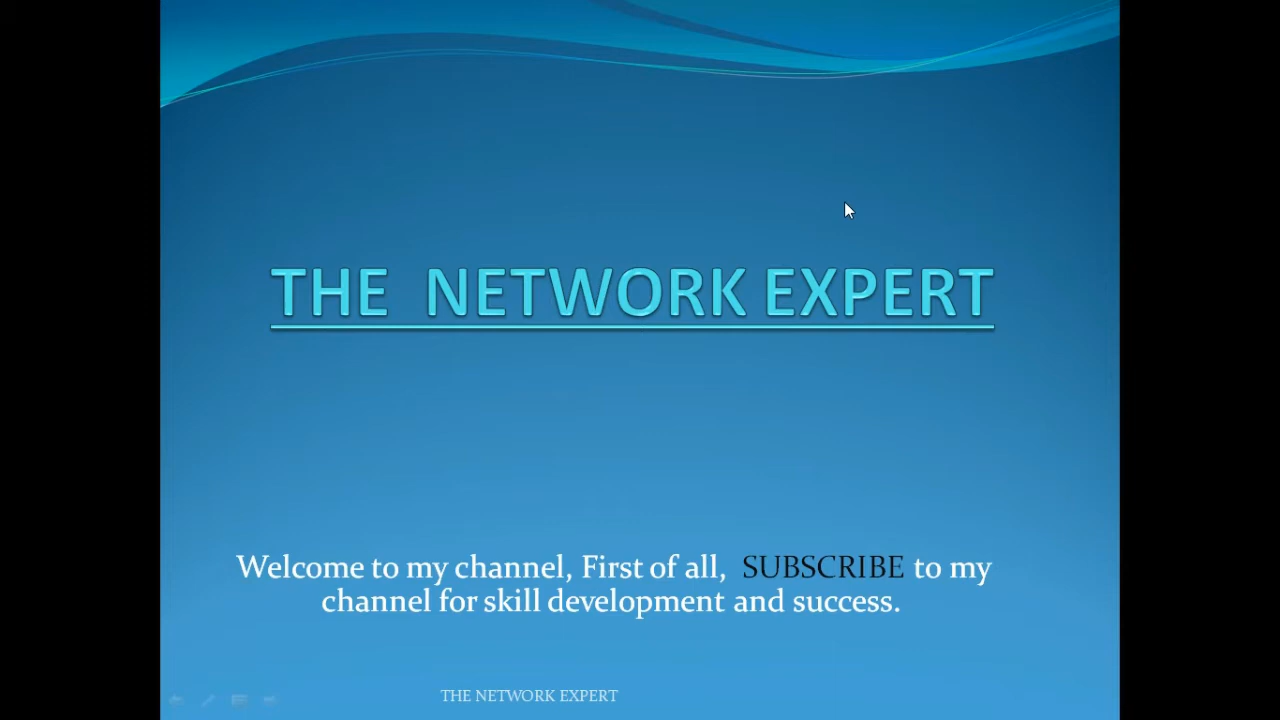 THE NETWORK EXPERT
Welcome to my channel, First of all, SUBSCRIBE to my
channel for skill development and success.
THE NETWORK EXPERT